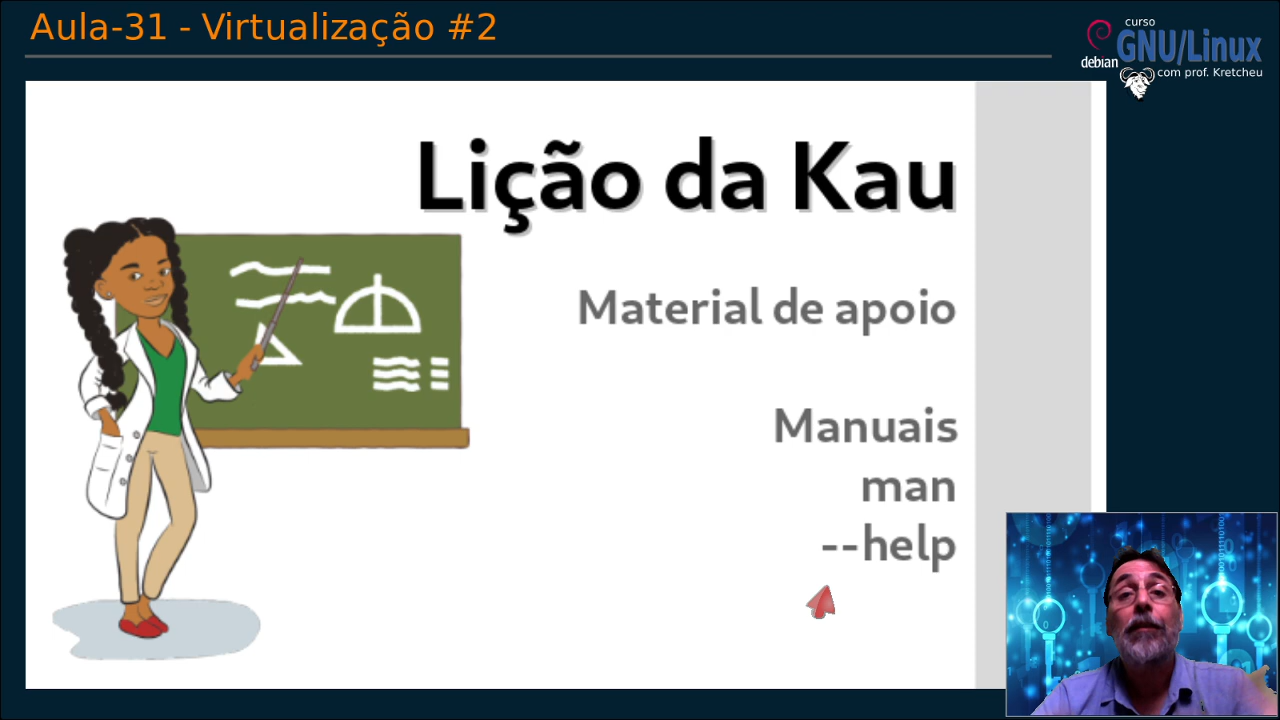 Aula-31 - Virtualização #2
curso
GNU/Linux
debian
com prof. Kretcheu
Lição da Kau
Material de apoio
Manuais
man
--help